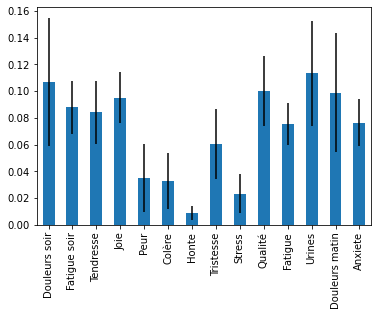 0.16
0.14
0.12
0.10
0.08
0.06
0.04
0.02
0.00
Douleurs soir
Fatigue soir
Tendresse
Joie
Peur
Colère
Honte
Tristesse
Stress
Qualité
Fatigue
Urines
Douleurs matin
Anxiete